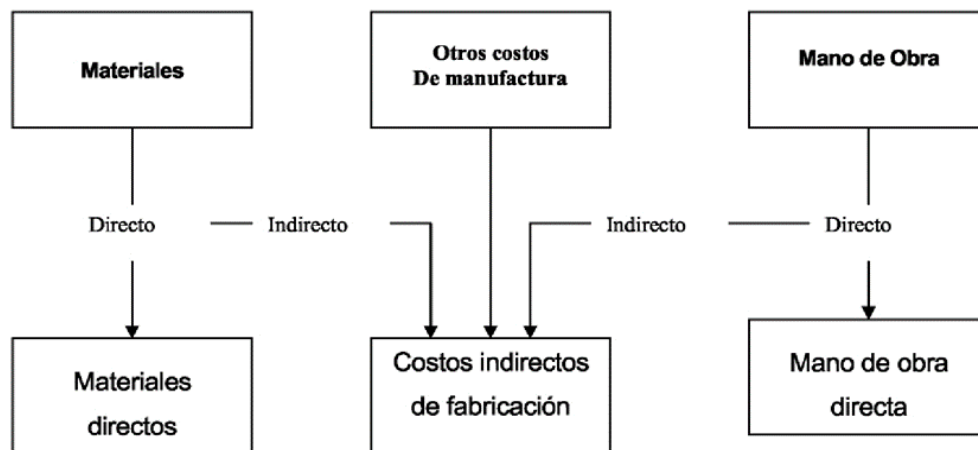 Materiales
Otros costos
De manufactura
Mano de Obra
Directo
Indirecto
Indirecto
Directo
Materiales
directos
Costos indirectos
de fabricación
Mano de obra
directa